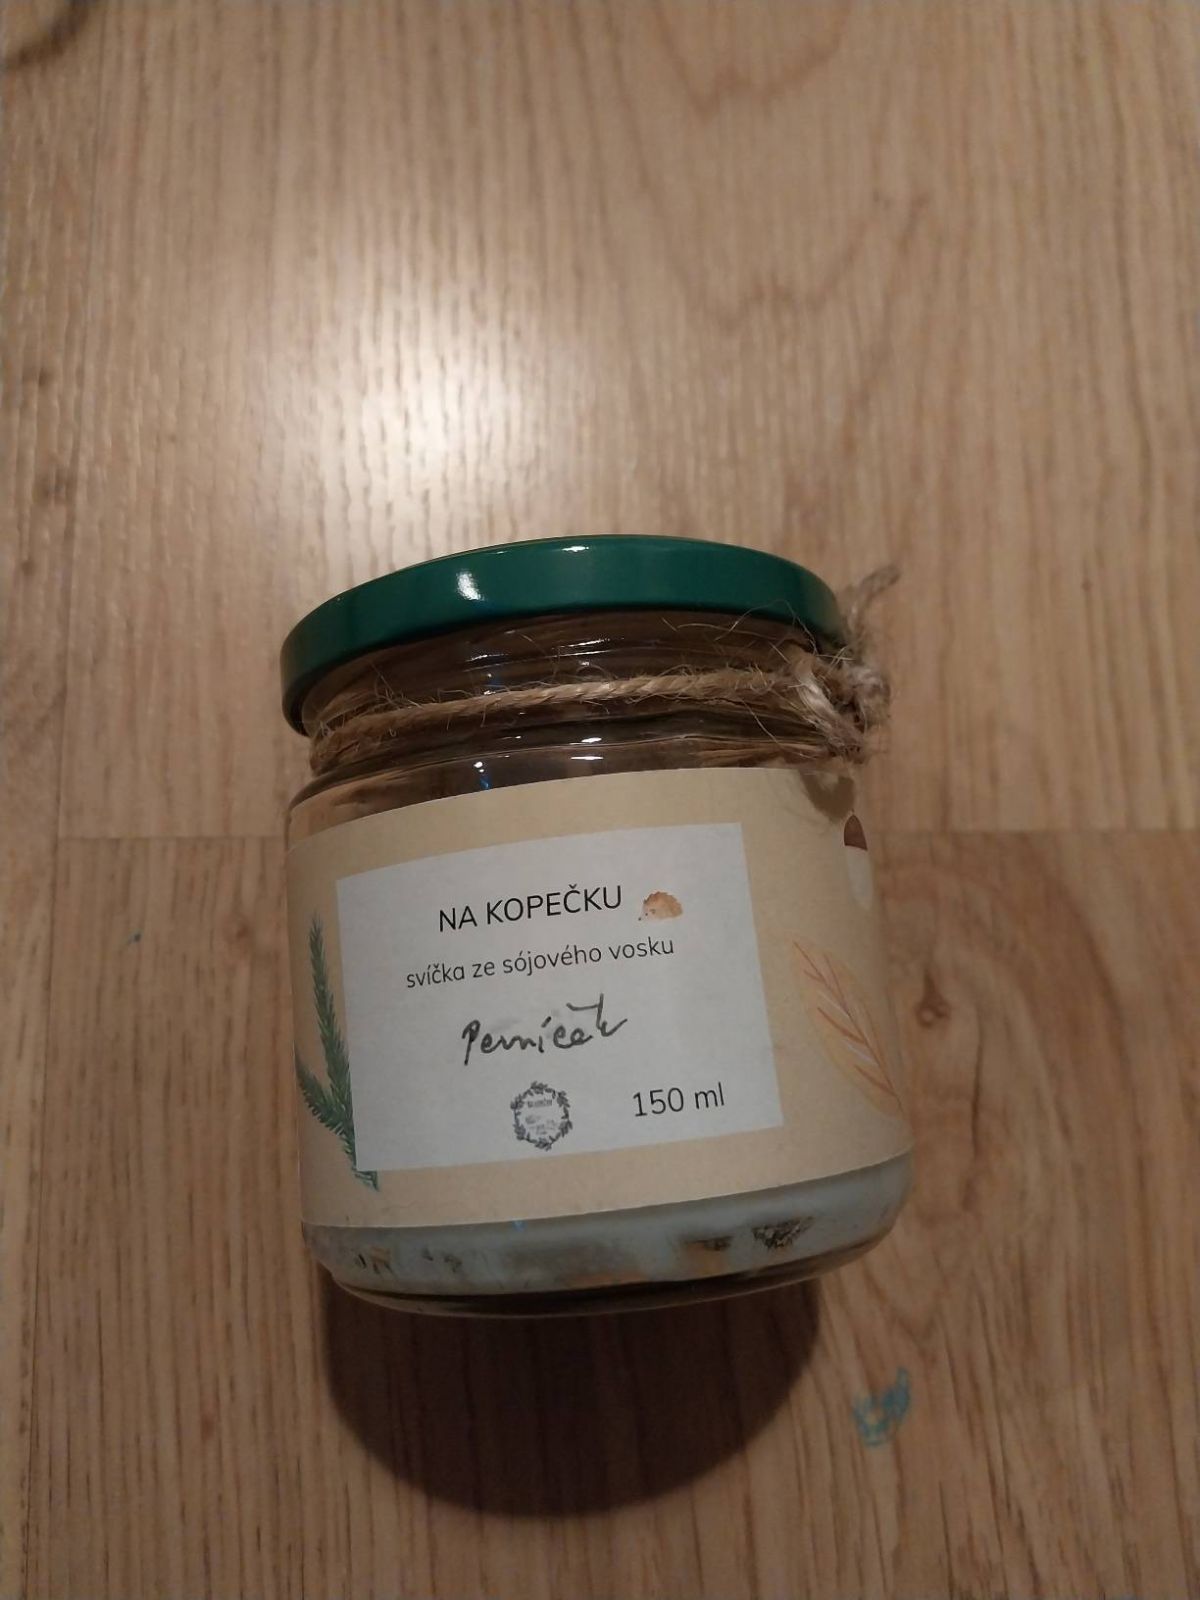 NA KOPEČKU
svíčka ze sójového vosku
Perníček
150 ml